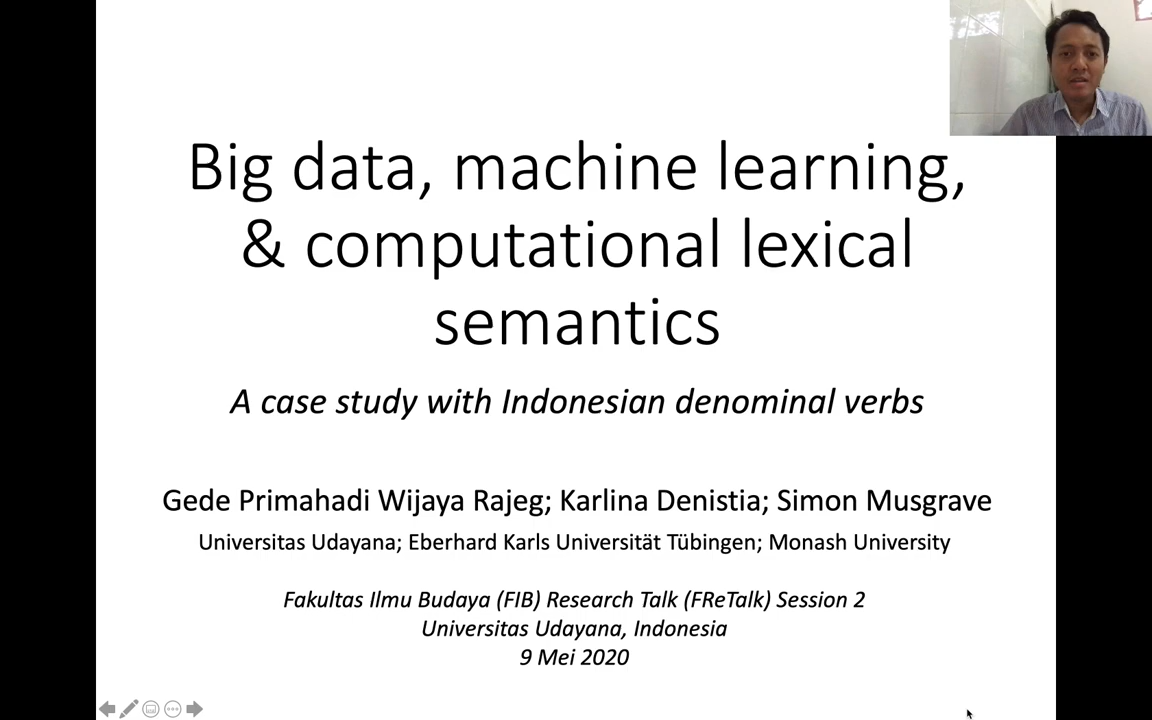 Big data, machine learning,
& computational lexical
semantics
A case study with Indonesian denominal verbs
Gede Primahadi Wijaya Rajeg; Karlina Denistia; Simon Musgrave
Universitas Udayana; Eberhard Karls Universität Tübingen; Monash University
Fakultas Ilmu Budaya (FIB) Research Talk (FReTalk) Session 2
Universitas Udayana, Indonesia
9 Mei 2020